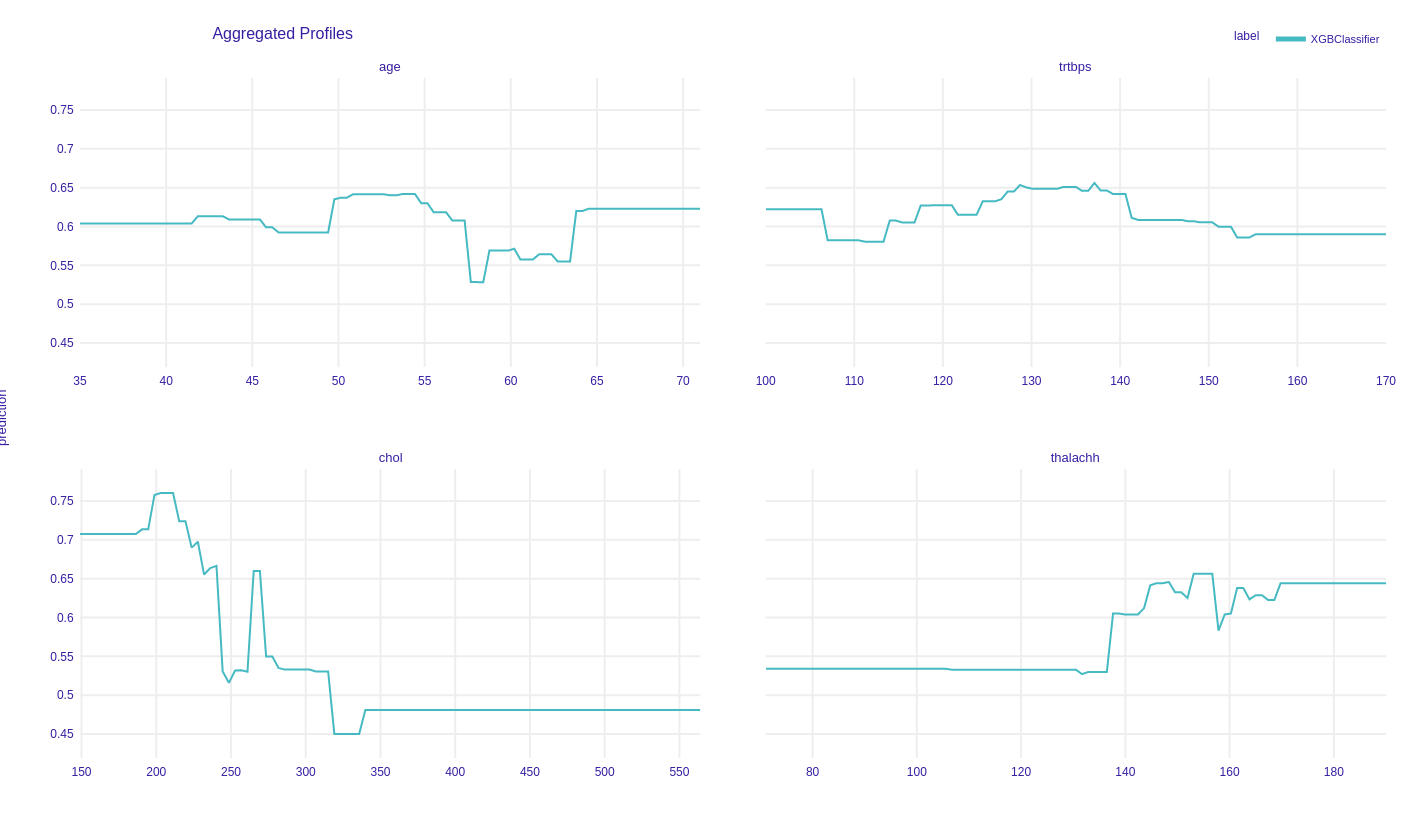 Aggregated Profiles
label XGBClassifier
age
trtbps
0.75
0.7
0.65
0.6
0.55
0.5
0.45
35 40 45 50 55 60 65 70
100 110 120 130 140 150 160 170
prediction
chol
thalachh
0.75
0.7
0.65
0.6
0.55
0.5
0.45
150 200 250 300 350 400 450 500 550
80 100 120 140 160 180